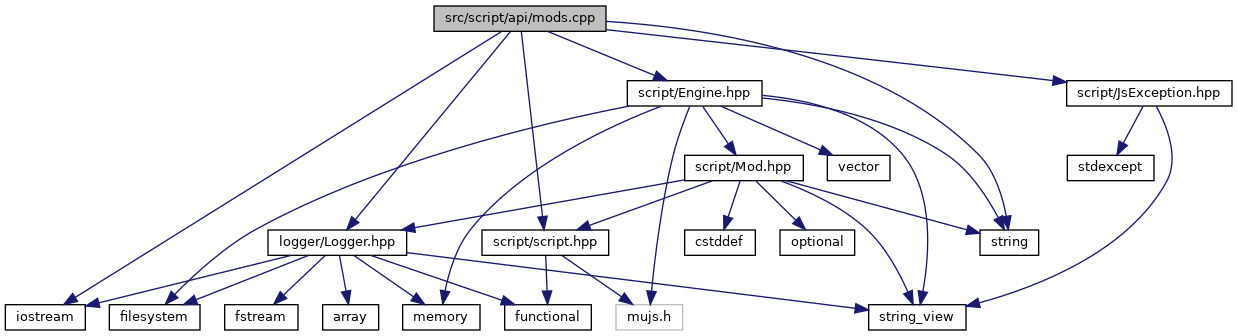 src/script/api/mods.cpp
script/Engine.hpp
script/JsException.hpp
script/Mod.hpp
vector
stdexcept
logger/Logger.hpp
script/script.hpp
cstddef
optional
string
iostream
filesystem
fstream
array
memory
functional
mujs.h
string_view